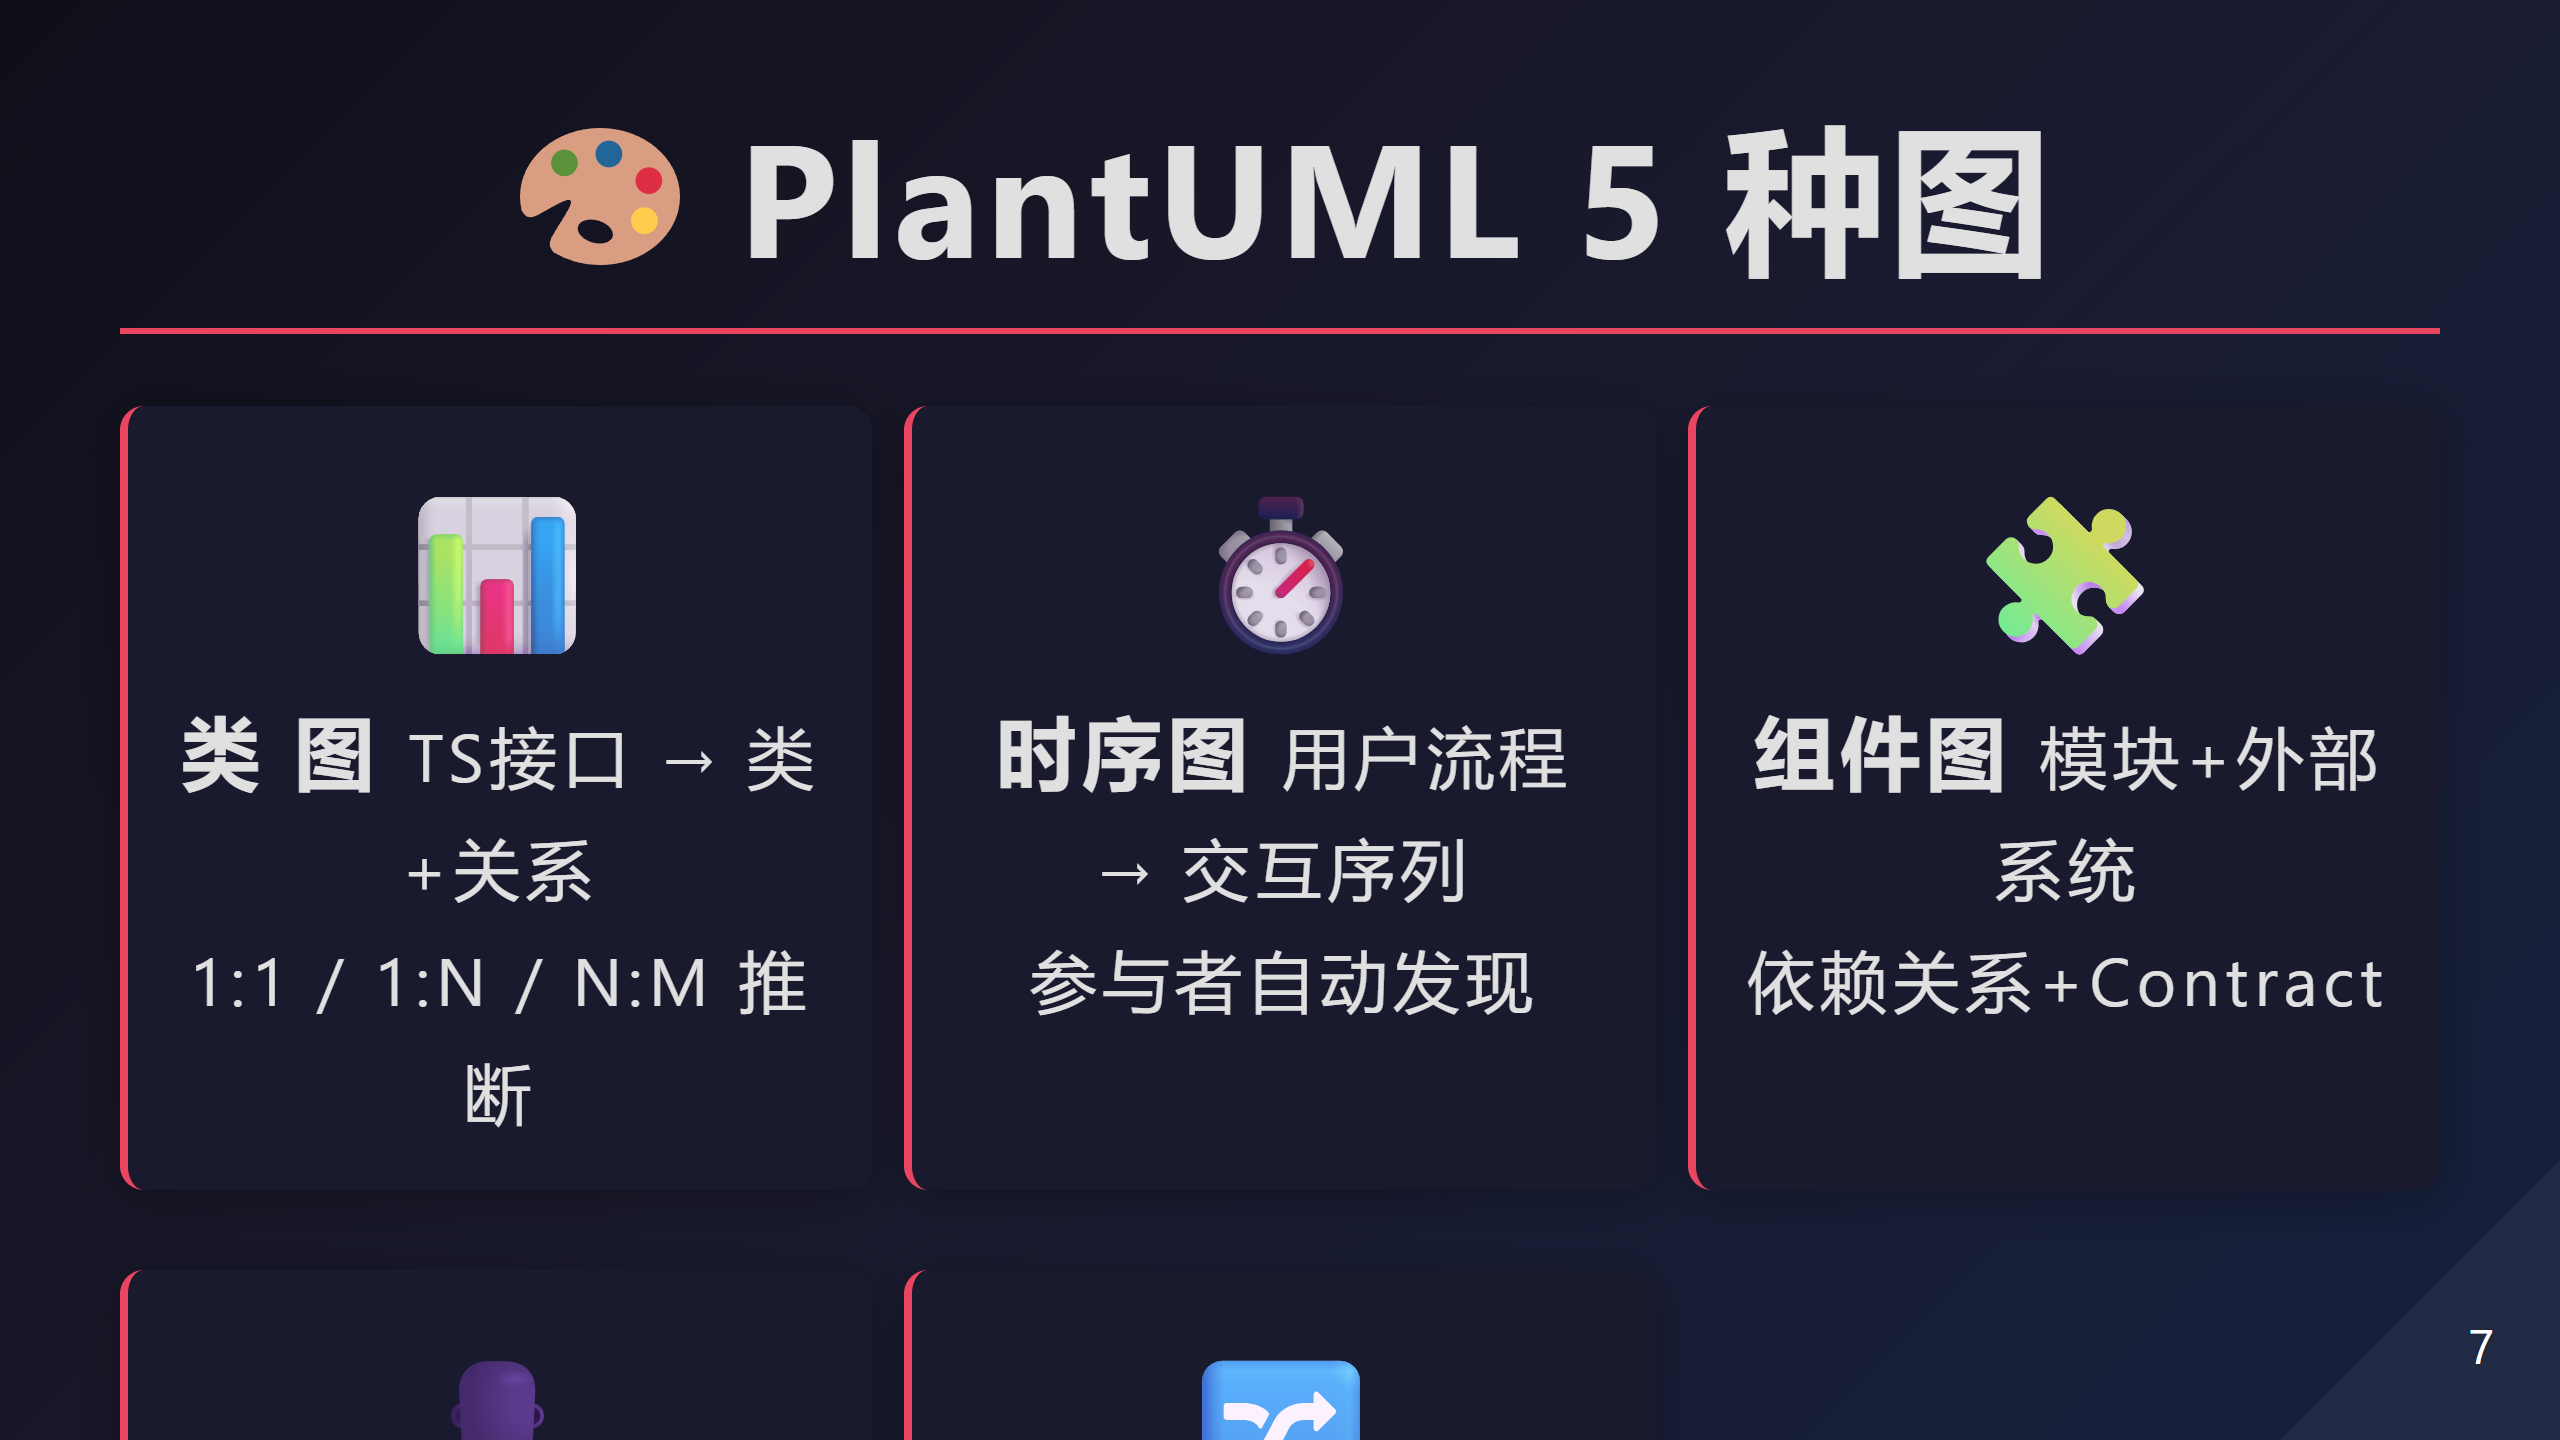 PlantUML 5 种图
类 图 TS接口 → 类
+关系
1:1 / 1:N / N:M 推
断
时序图 用户流程
→ 交互序列
参与者自动发现
组件图 模块+外部
系统
依赖关系+Contract
7